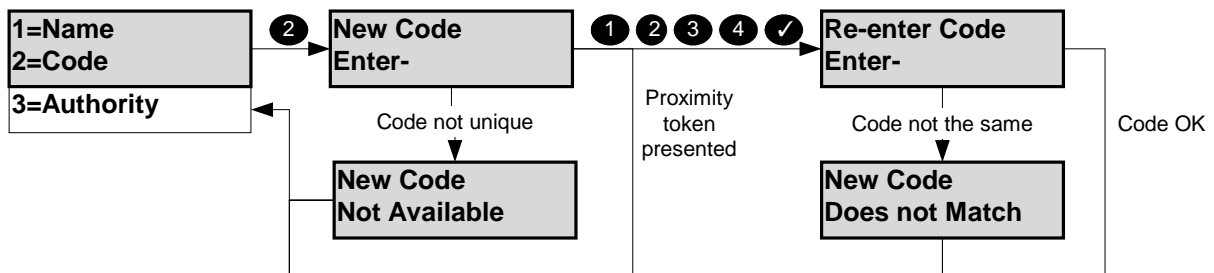 1=Name
2=Code
3=Authority
2
New Code
Enter-
1 2 3 4 ✓
Re-enter Code
Enter-
Code not unique
Proximity
token
presented
Code not the same
Code OK
New Code
Not Available
New Code
Does not Match